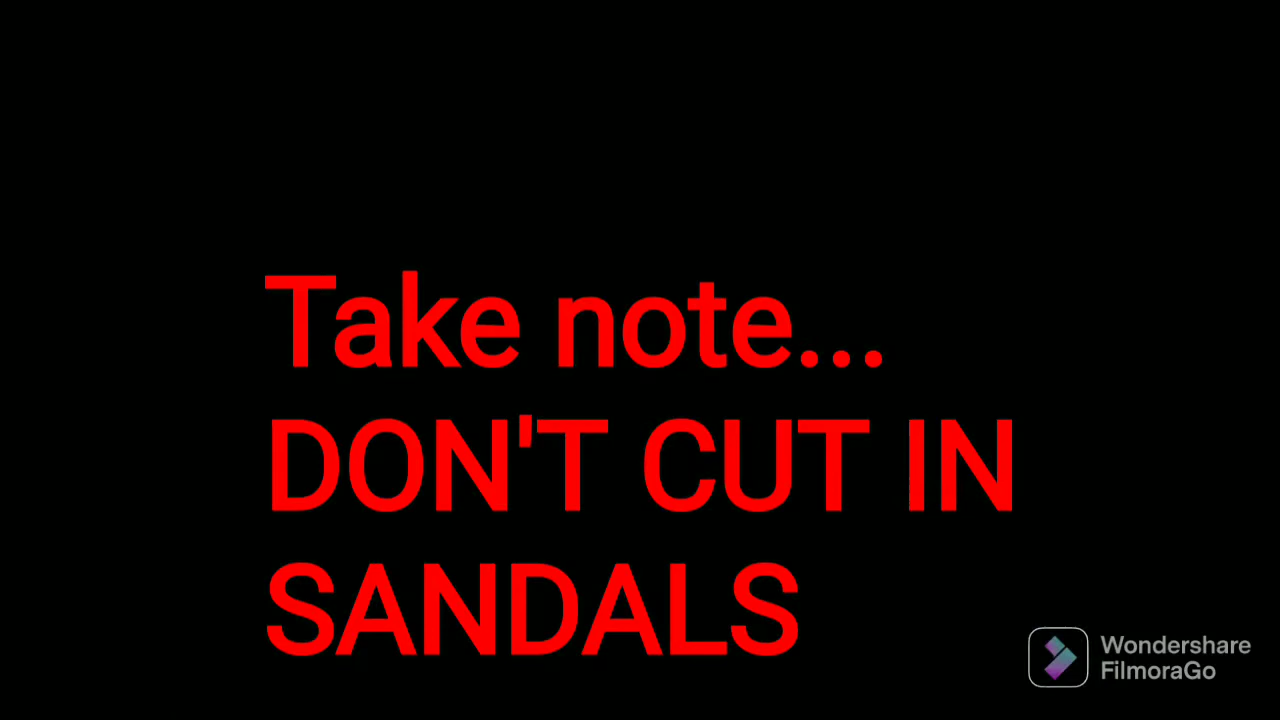 Take note...
DON'T CUT IN
SANDALS
Wondershare
FilmoraGo